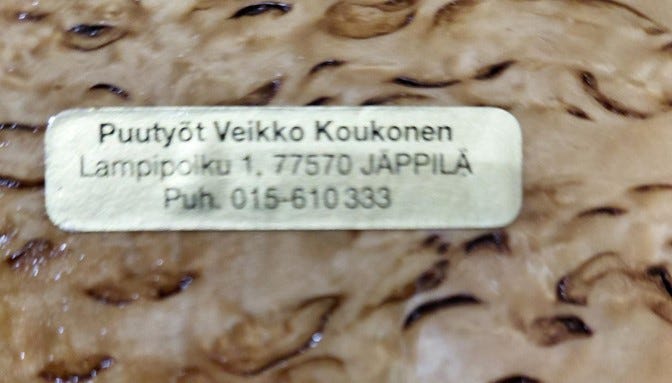 Puutyöt Veikko Koukonen
Lampipolku 1, 77570 JÄPPILÄ
Puh. 015-610 333